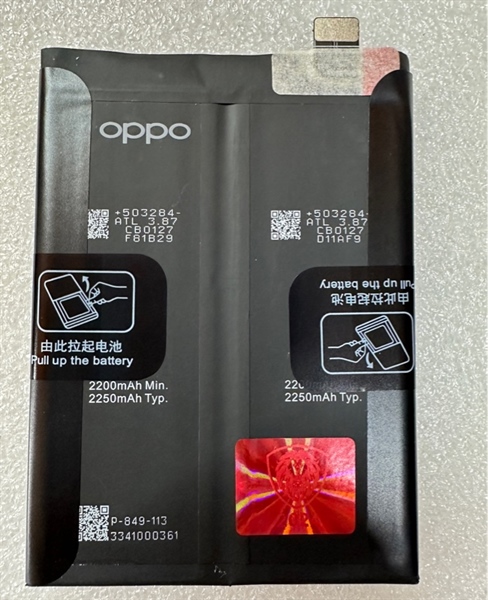 oppo
+503284-
ATL 3.87
CB0127
F81B29
+503284-
ATL 3.87
CB0127
D11AF9
由此拉起电池
Pull up the battery
由此拉起电池
Pull up the battery
2200mAh Min.
2250mAh Typ.
2250mAh Typ.
P-849-113
3341000361